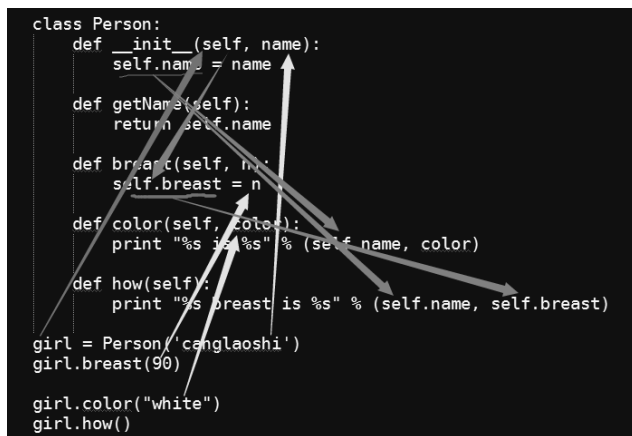 class Person:
    def __init__(self, name):
        self.name = name
    def getName(self):
        return self.name
    def breast(self, n):
        self.breast = n
    def color(self, color):
        print "%s is %s" % (self.name, color)
    def how(self):
        print "%s breast is %s" % (self.name, self.breast)
girl = Person('canglaoshi')
girl.breast(90)
girl.color("white")
girl.how()